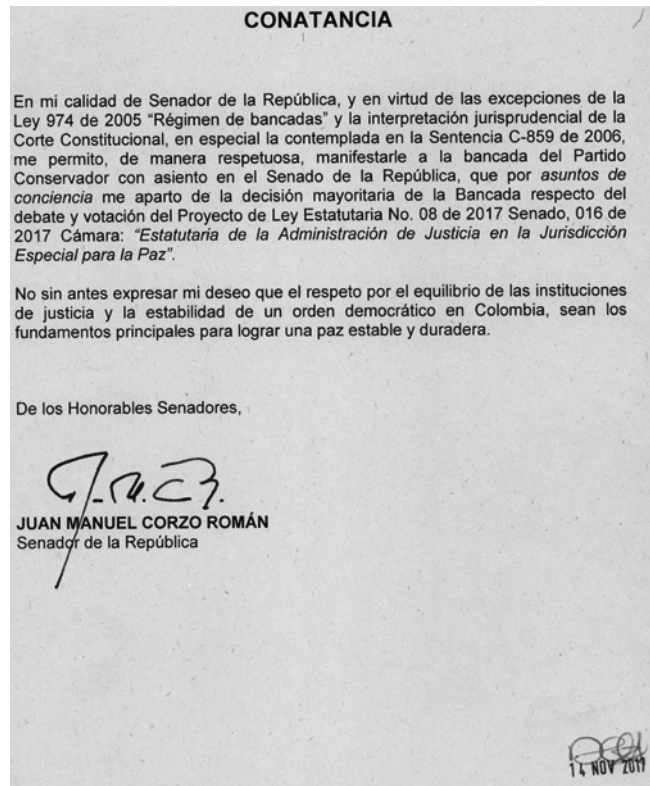 CONATANCIA
En mi calidad de Senador de la República, y en virtud de las excepciones de la
Ley 974 de 2005 “Régimen de bancadas” y la interpretación jurisprudencial de la
Corte Constitucional, en especial la contemplada en la Sentencia C-859 de 2006,
me permito, de manera respetuosa, manifestarle a la bancada del Partido
Conservador con asiento en el Senado de la República, que por asuntos de
conciencia me aparto de la decisión mayoritaria de la Bancada respecto del
debate y votación del Proyecto de Ley Estatutaria No. 08 de 2017 Senado, 016 de
2017 Cámara: “Estatutaria de la Administración de Justicia en la Jurisdicción
Especial para la Paz”.
No sin antes expresar mi deseo que el respeto por el equilibrio de las instituciones
de justicia y la estabilidad de un orden democrático en Colombia, sean los
fundamentos principales para lograr una paz estable y duradera.
De los Honorables Senadores,
JUAN MANUEL CORZO ROMÁN
Senador de la República
14 NOV 2017